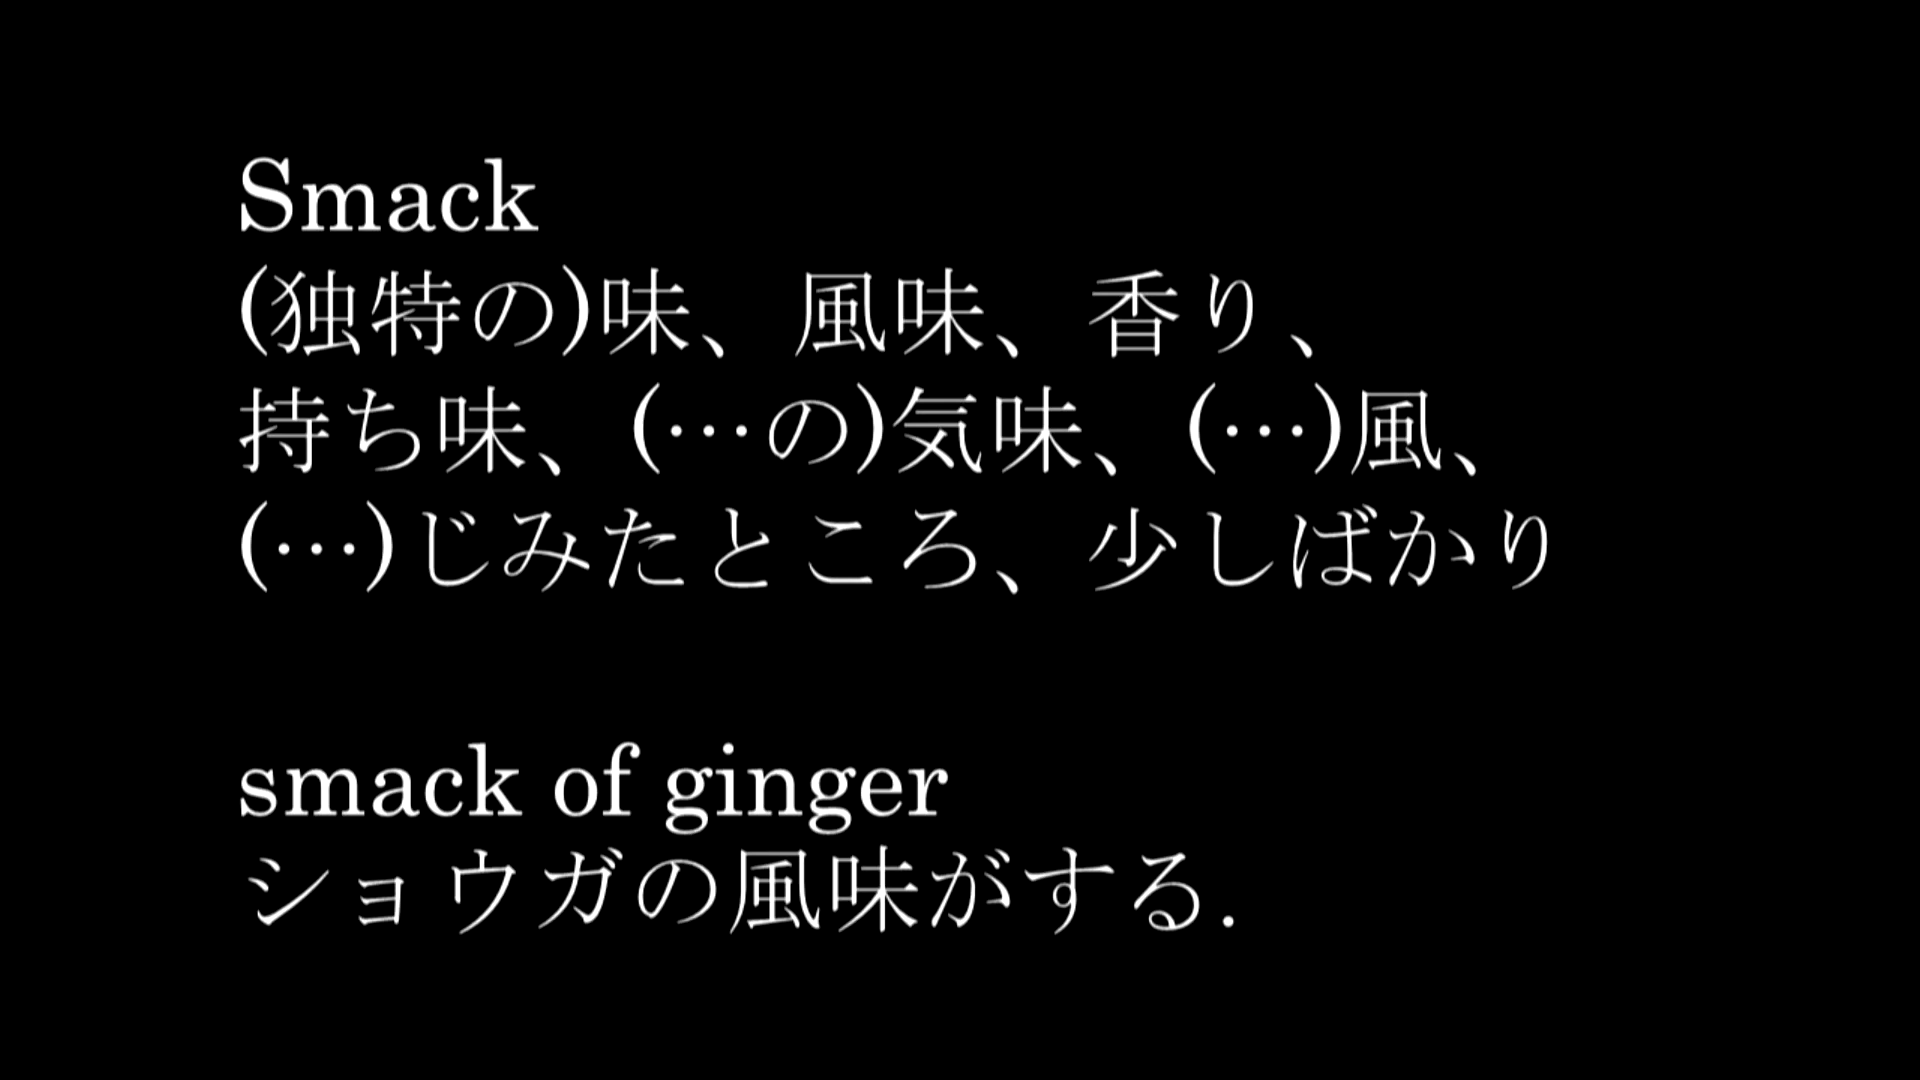 Smack
(独特の)味、風味、香り、
持ち味、(…の)気味、(…)風、
(…)じみたところ、少しばかり
smack of ginger
ショウガの風味がする.